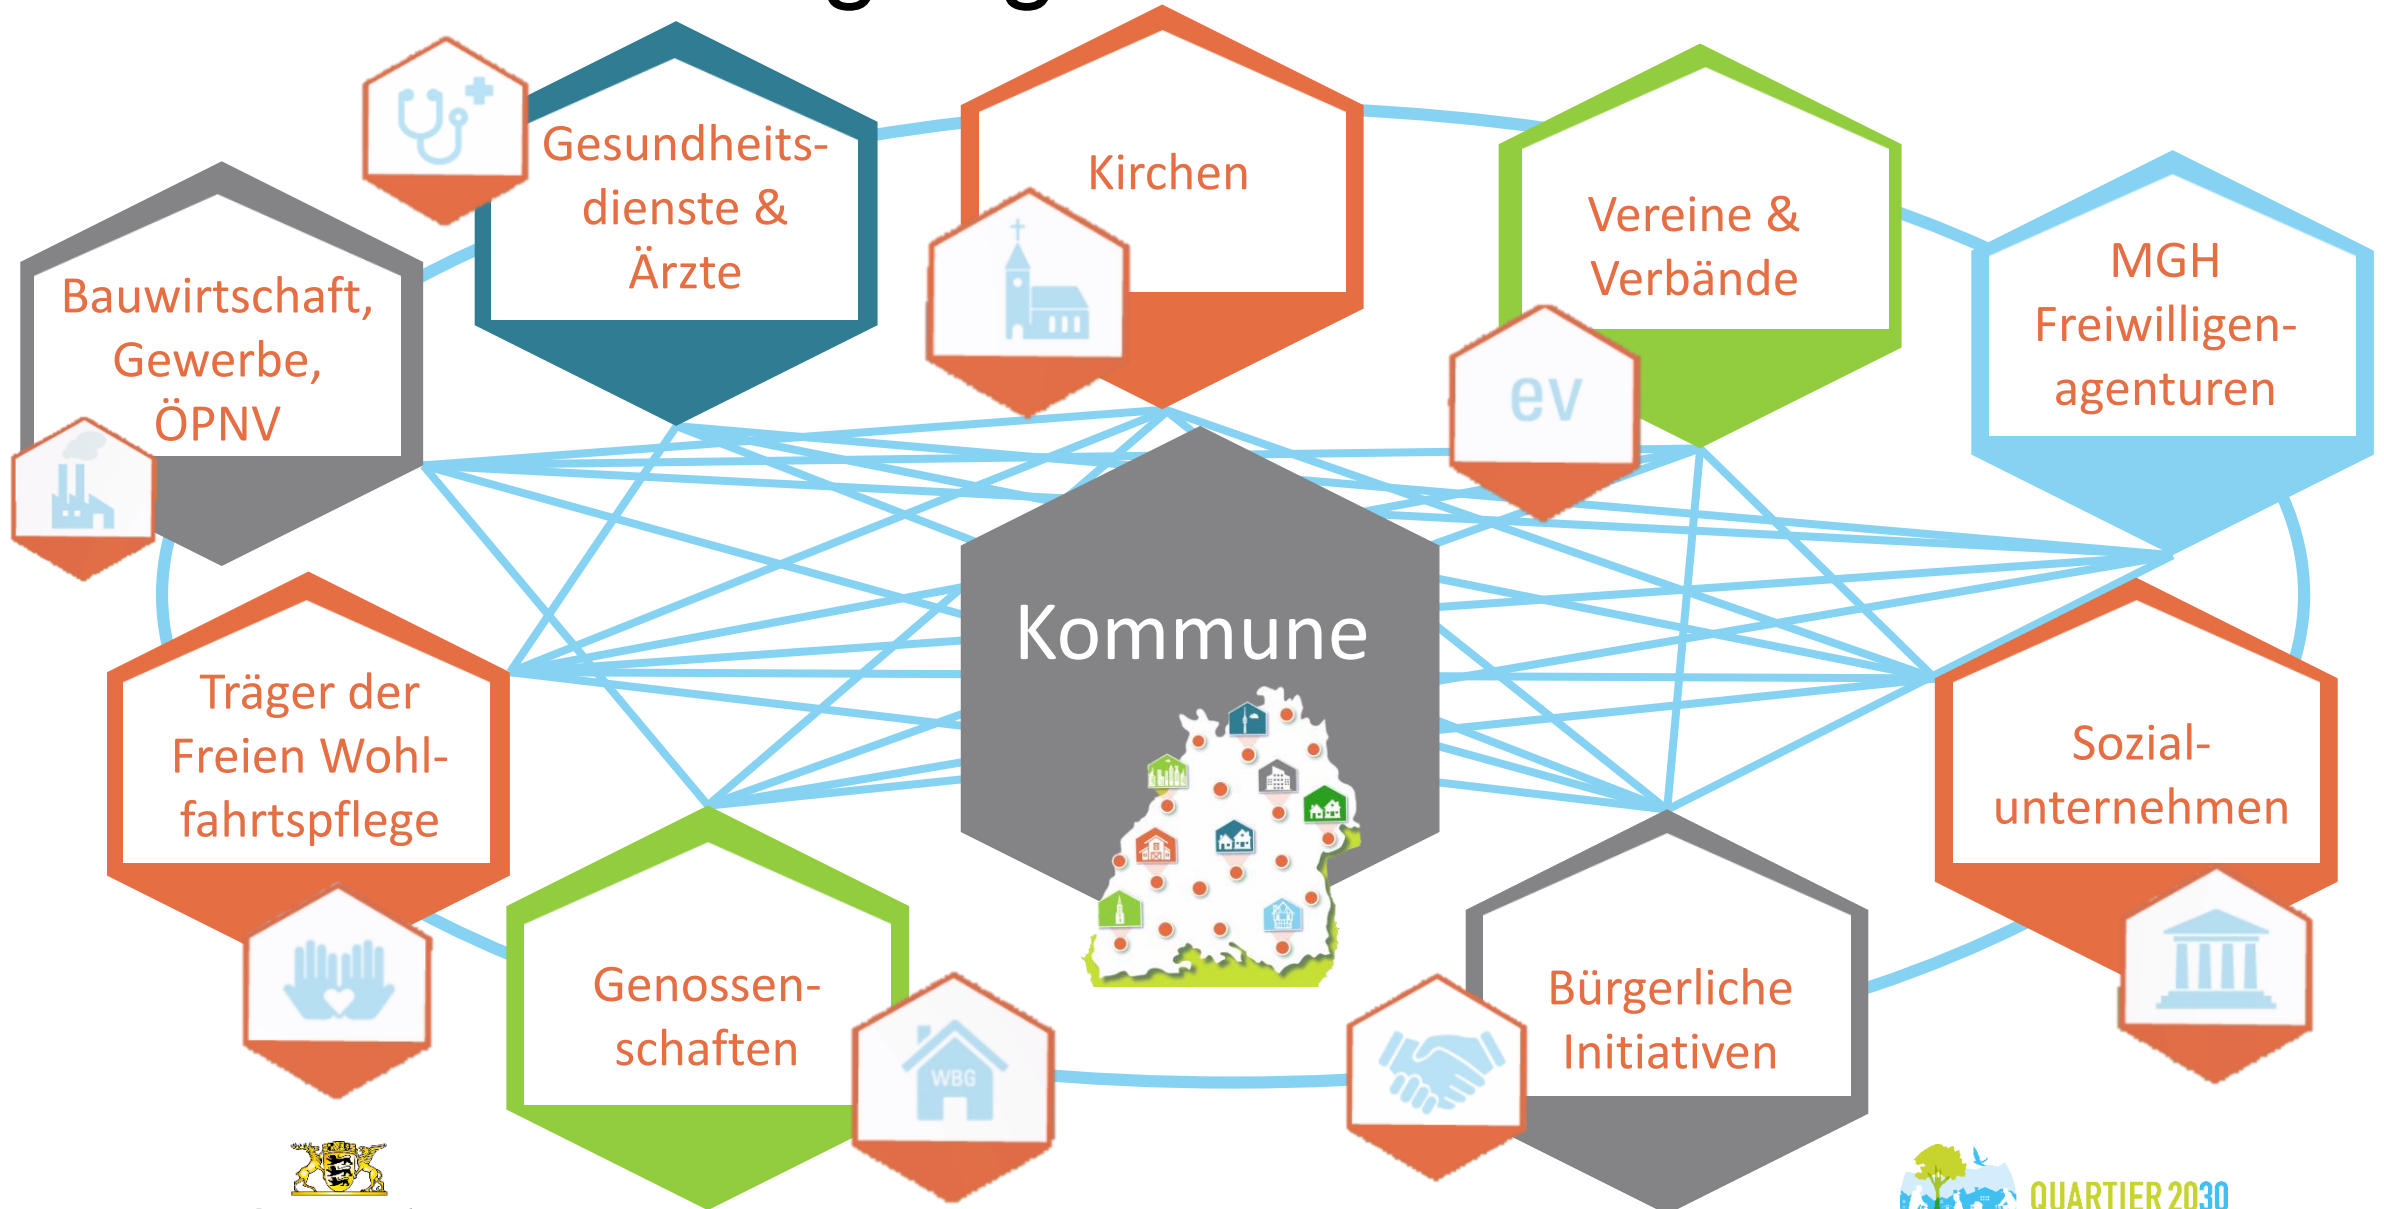 Gesundheits-
dienste &
Ärzte
Kirchen
Vereine &
Verbände
ev
MGH
Freiwilligen-
agenturen
Bauwirtschaft,
Gewerbe,
ÖPNV
Kommune
Träger der
Freien Wohl-
fahrtspflege
Sozial-
unternehmen
Genossen-
schaften
WBG
Bürgerliche
Initiativen
QUARTIER 2030